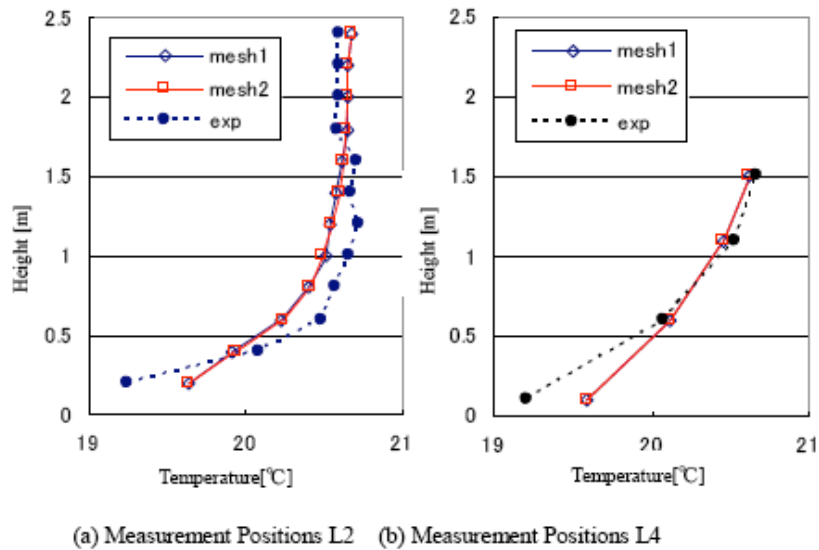 2.5
2
1.5
1
0.5
0
Height [m]
mesh1
mesh2
exp
19
20
21
Temperature[℃]
2.5
2
1.5
1
0.5
0
Height [m]
mesh1
mesh2
exp
19
20
21
Temperature[℃]
(a) Measurement Positions L2
(b) Measurement Positions L4